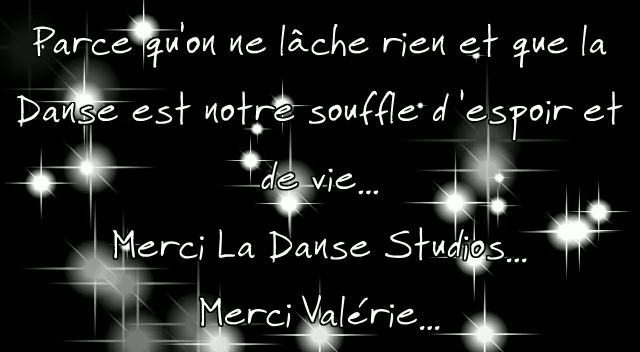 Parce qu'on ne lâche rien et que la
Danse est notre souffle d'espoir et
de vie...
Merci La Danse Studios...
Merci Valérie...